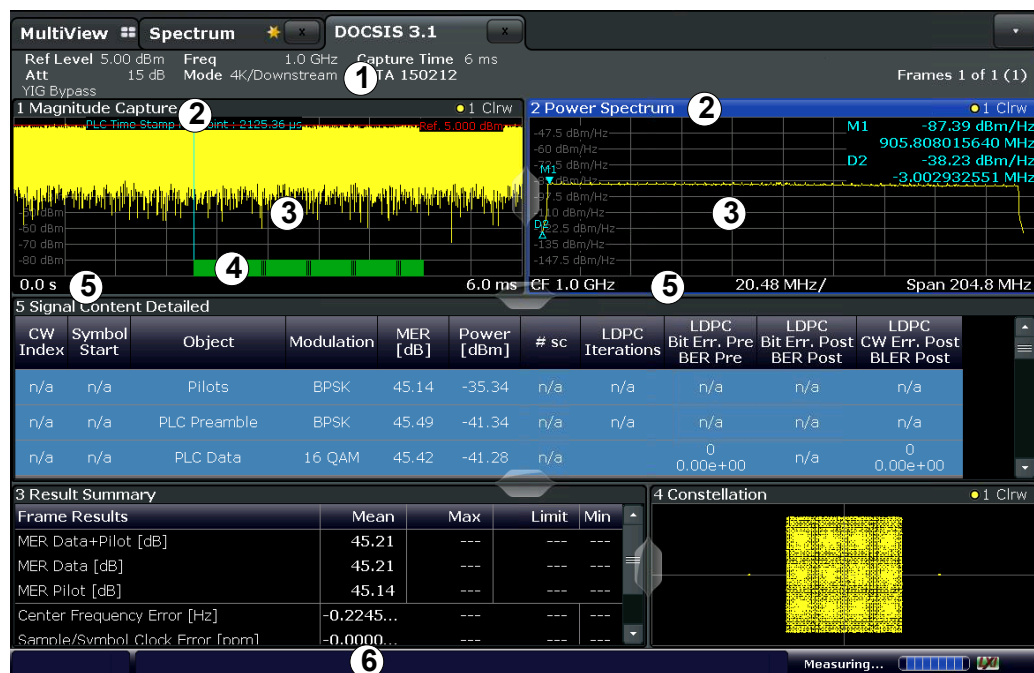 MultiView Spectrum x DOCSIS 3.1 x
Ref Level 5.00 dBm Freq 1.0 GHz Capture Time 6 ms
Att 15 dB Mode 4K/Downstream 1 TA 150212 Frames 1 of 1 (1)
YIG Bypass
1 Magnitude Capture 2 1 Clrw
PLC Time Stamp Point : 2125.36 µs Ref. 5.000 dBm
3
-60 dBm
-70 dBm
-80 dBm
4
0.0 s 5 6.0 ms
2 Power Spectrum 2 1 Clrw
M1 -87.39 dBm/Hz
905.808015640 MHz
D2 -38.23 dBm/Hz
-3.002932551 MHz
-47.5 dBm/Hz
-60 dBm/Hz
M1
3
D2
-135 dBm/Hz
-147.5 dBm/Hz
CF 1.0 GHz 5 20.48 MHz/ Span 204.8 MHz
5 Signal Content Detailed
CW Index Symbol Start Object Modulation MER [dB] Power [dBm] # sc LDPC Iterations LDPC Bit Err. Pre BER Pre LDPC Bit Err. Post BER Post LDPC CW Err. Post BLER Post
n/a n/a Pilots BPSK 45.14 -35.34 n/a n/a n/a n/a n/a
n/a n/a PLC Preamble BPSK 45.49 -41.34 n/a n/a n/a n/a n/a
n/a n/a PLC Data 16 QAM 45.42 -41.28 n/a 0 0.00e+00 n/a 0 0.00e+00
3 Result Summary
Frame Results Mean Max Limit Min
MER Data+Pilot [dB] 45.21 --- --- ---
MER Data [dB] 45.21 --- --- ---
MER Pilot [dB] 45.14 --- --- ---
Center Frequency Error [Hz] -0.2245... --- --- ---
Sample/Symbol Clock Error [ppm] -0.0000... --- --- ---
4 Constellation 1 Clrw
6
Measuring...